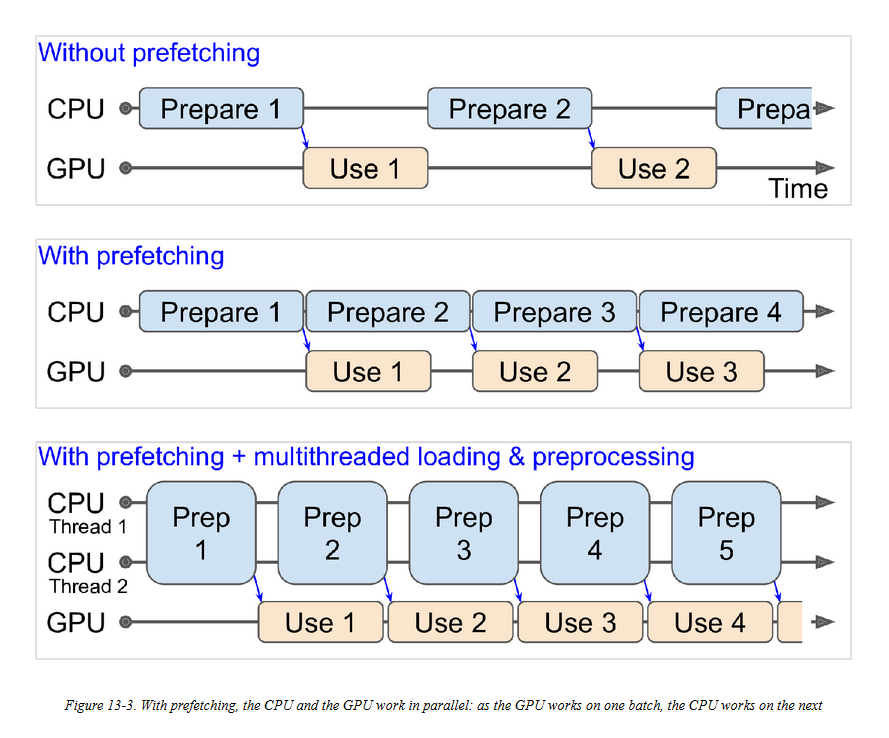 Without prefetching
CPU Prepare 1 Prepare 2 Prepa
GPU Use 1 Use 2
Time
With prefetching
CPU Prepare 1 Prepare 2 Prepare 3 Prepare 4
GPU Use 1 Use 2 Use 3
With prefetching + multithreaded loading & preprocessing
CPU
Thread 1
Prep
1
Prep
2
Prep
3
Prep
4
Prep
5
CPU
Thread 2
GPU Use 1 Use 2 Use 3 Use 4
Figure 13-3. With prefetching, the CPU and the GPU work in parallel: as the GPU works on one batch, the CPU works on the next